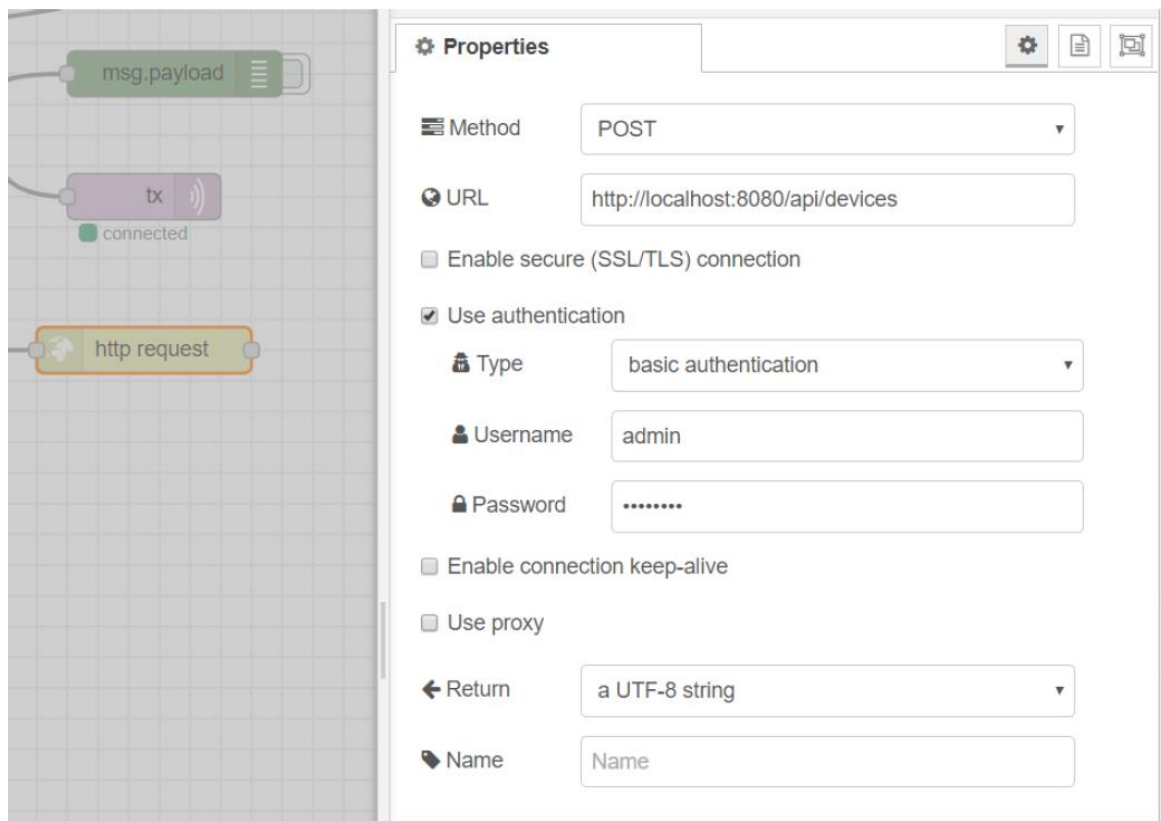 msg.payload
tx
connected
http request
Properties
Method
POST
URL
http://localhost:8080/api/devices
Enable secure (SSL/TLS) connection
Use authentication
Type
basic authentication
Username
admin
Password
••••••••
Enable connection keep-alive
Use proxy
Return
a UTF-8 string
Name
Name